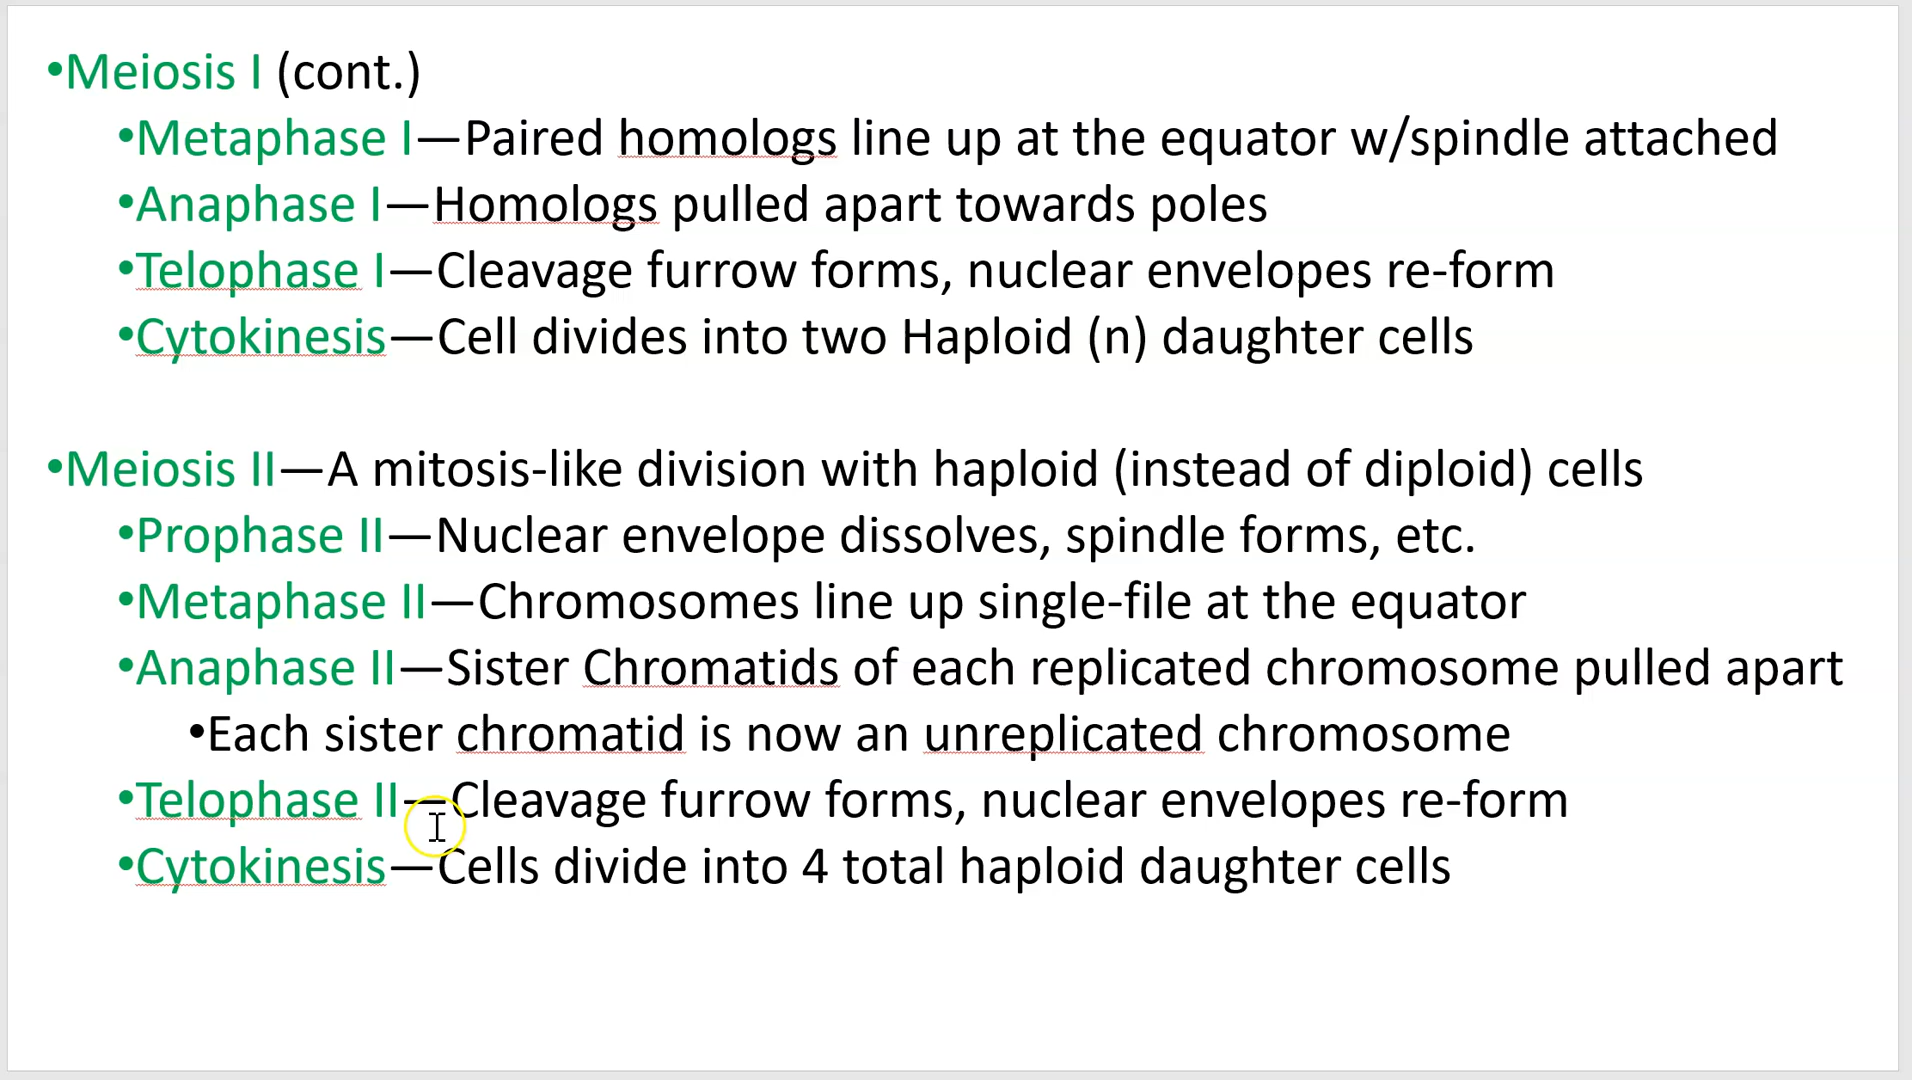 •Meiosis I (cont.)
•Metaphase I—Paired homologs line up at the equator w/spindle attached
•Anaphase I—Homologs pulled apart towards poles
•Telophase I—Cleavage furrow forms, nuclear envelopes re-form
•Cytokinesis—Cell divides into two Haploid (n) daughter cells
•Meiosis II—A mitosis-like division with haploid (instead of diploid) cells
•Prophase II—Nuclear envelope dissolves, spindle forms, etc.
•Metaphase II—Chromosomes line up single-file at the equator
•Anaphase II—Sister Chromatids of each replicated chromosome pulled apart
•Each sister chromatid is now an unreplicated chromosome
•Telophase II—Cleavage furrow forms, nuclear envelopes re-form
•Cytokinesis—Cells divide into 4 total haploid daughter cells